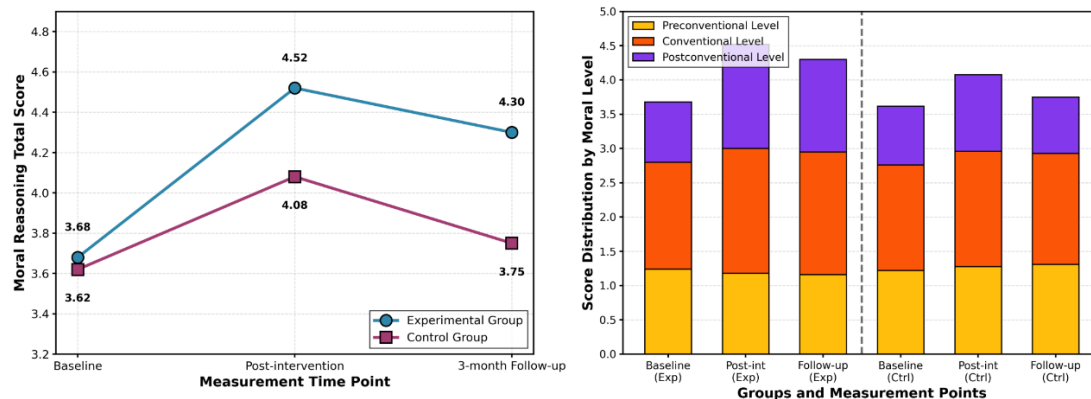 4.8
4.6
4.4
4.2
4.0
3.8
3.6
3.4
3.2
Moral Reasoning Total Score
3.68
4.52
4.30
3.62
4.08
3.75
Experimental Group
Control Group
Baseline
Post-intervention
3-month Follow-up
Measurement Time Point
5.0
4.5
4.0
3.5
3.0
2.5
2.0
1.5
1.0
0.5
0.0
Score Distribution by Moral Level
Preconventional Level
Conventional Level
Postconventional Level
Baseline
(Exp)
Post-int
(Exp)
Follow-up
(Exp)
Baseline
(Ctrl)
Post-int
(Ctrl)
Follow-up
(Ctrl)
Groups and Measurement Points